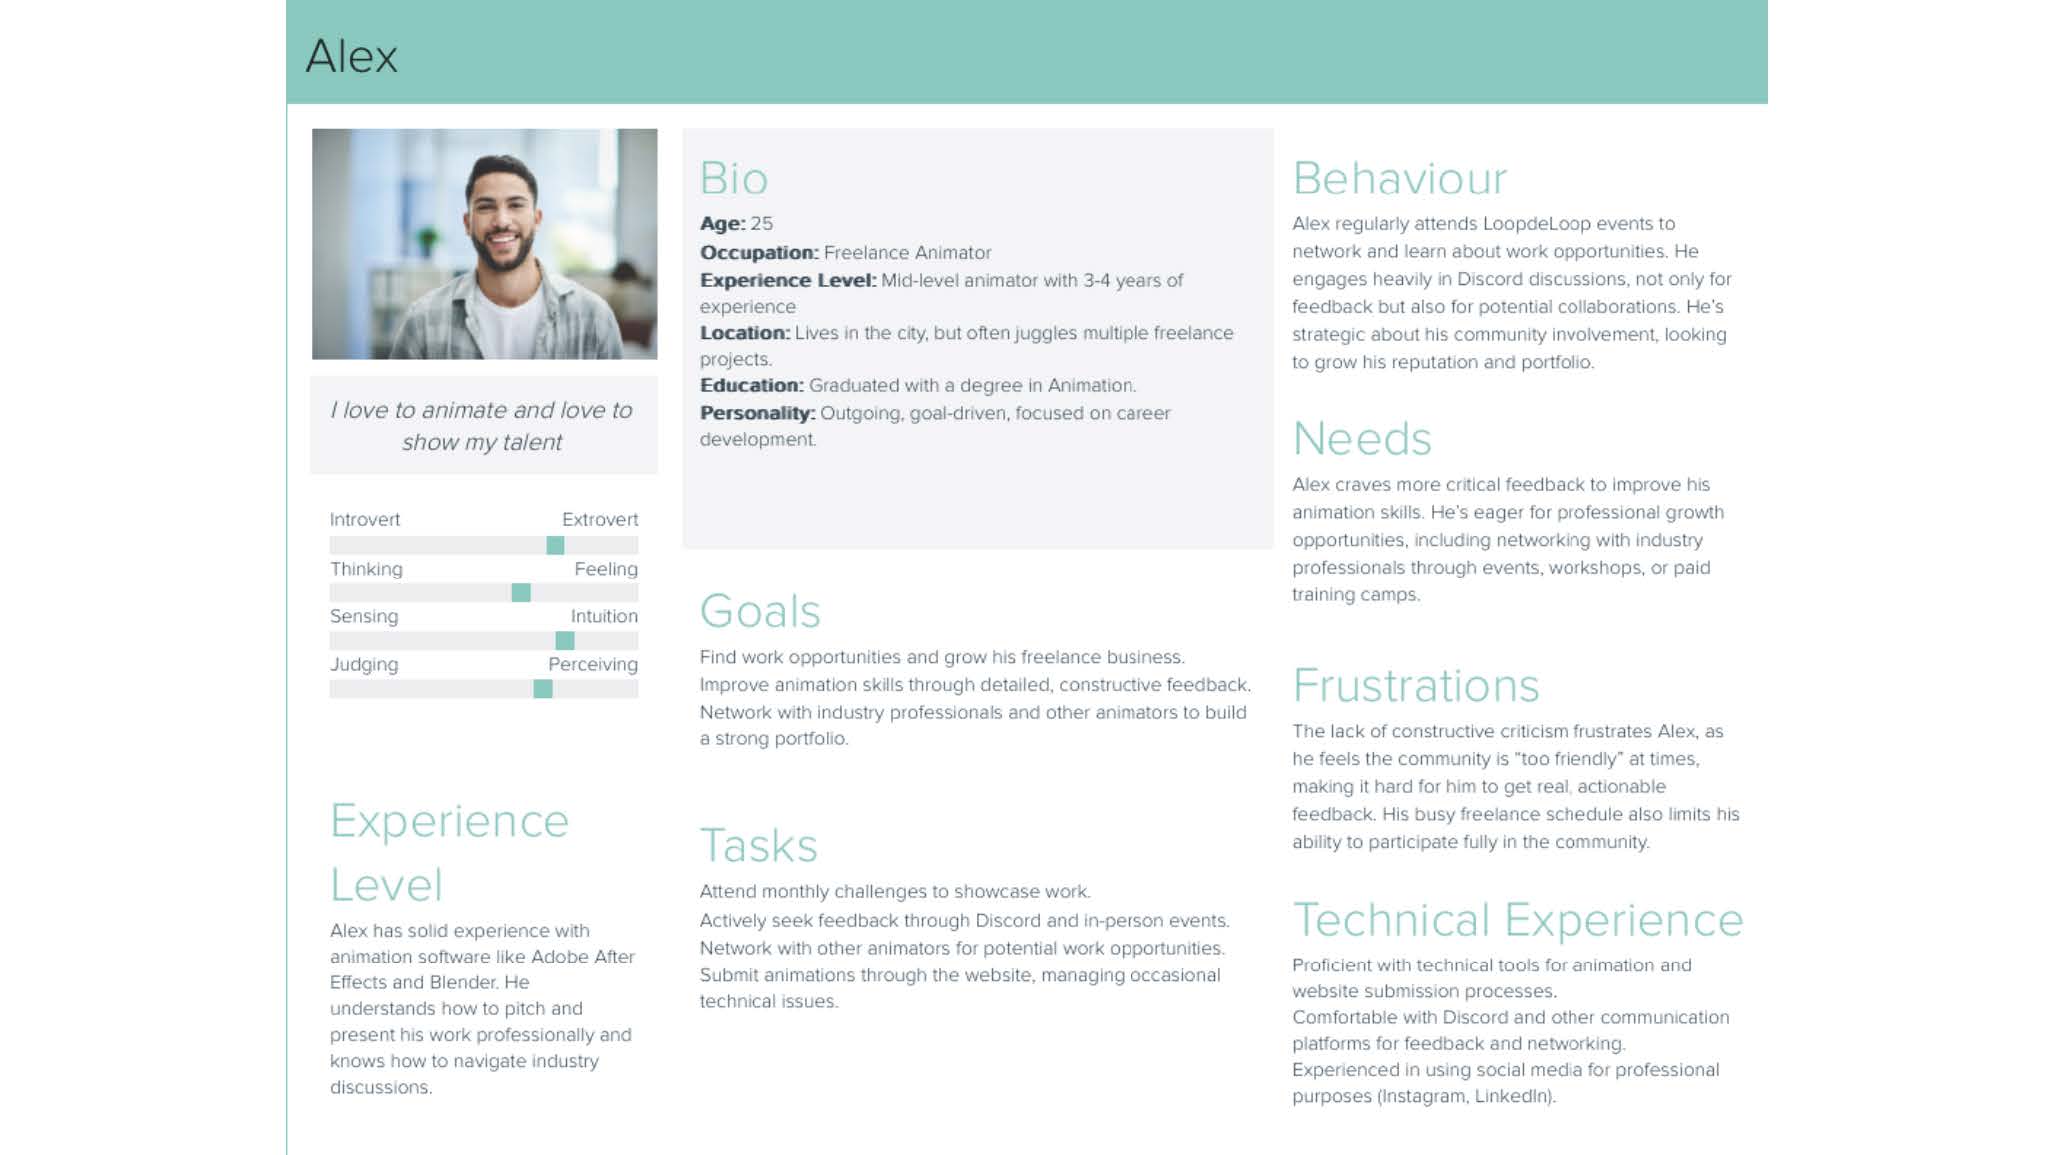 Alex
I love to animate and love to
show my talent
Introvert Extrovert
Thinking Feeling
Sensing Intuition
Judging Perceiving
Experience
Level
Alex has solid experience with
animation software like Adobe After
Effects and Blender. He
understands how to pitch and
present his work professionally and
knows how to navigate industry
discussions.
Bio
Age: 25
Occupation: Freelance Animator
Experience Level: Mid-level animator with 3-4 years of
experience
Location: Lives in the city, but often juggles multiple freelance
projects.
Education: Graduated with a degree in Animation.
Personality: Outgoing, goal-driven, focused on career
development.
Goals
Find work opportunities and grow his freelance business.
Improve animation skills through detailed, constructive feedback.
Network with industry professionals and other animators to build
a strong portfolio.
Tasks
Attend monthly challenges to showcase work.
Actively seek feedback through Discord and in-person events.
Network with other animators for potential work opportunities.
Submit animations through the website, managing occasional
technical issues.
Behaviour
Alex regularly attends LoopdeLoop events to
network and learn about work opportunities. He
engages heavily in Discord discussions, not only for
feedback but also for potential collaborations. He's
strategic about his community involvement, looking
to grow his reputation and portfolio.
Needs
Alex craves more critical feedback to improve his
animation skills. He's eager for professional growth
opportunities, including networking with industry
professionals through events, workshops, or paid
training camps.
Frustrations
The lack of constructive criticism frustrates Alex, as
he feels the community is “too friendly” at times,
making it hard for him to get real, actionable
feedback. His busy freelance schedule also limits his
ability to participate fully in the community.
Technical Experience
Proficient with technical tools for animation and
website submission processes.
Comfortable with Discord and other communication
platforms for feedback and networking.
Experienced in using social media for professional
purposes (Instagram, LinkedIn).